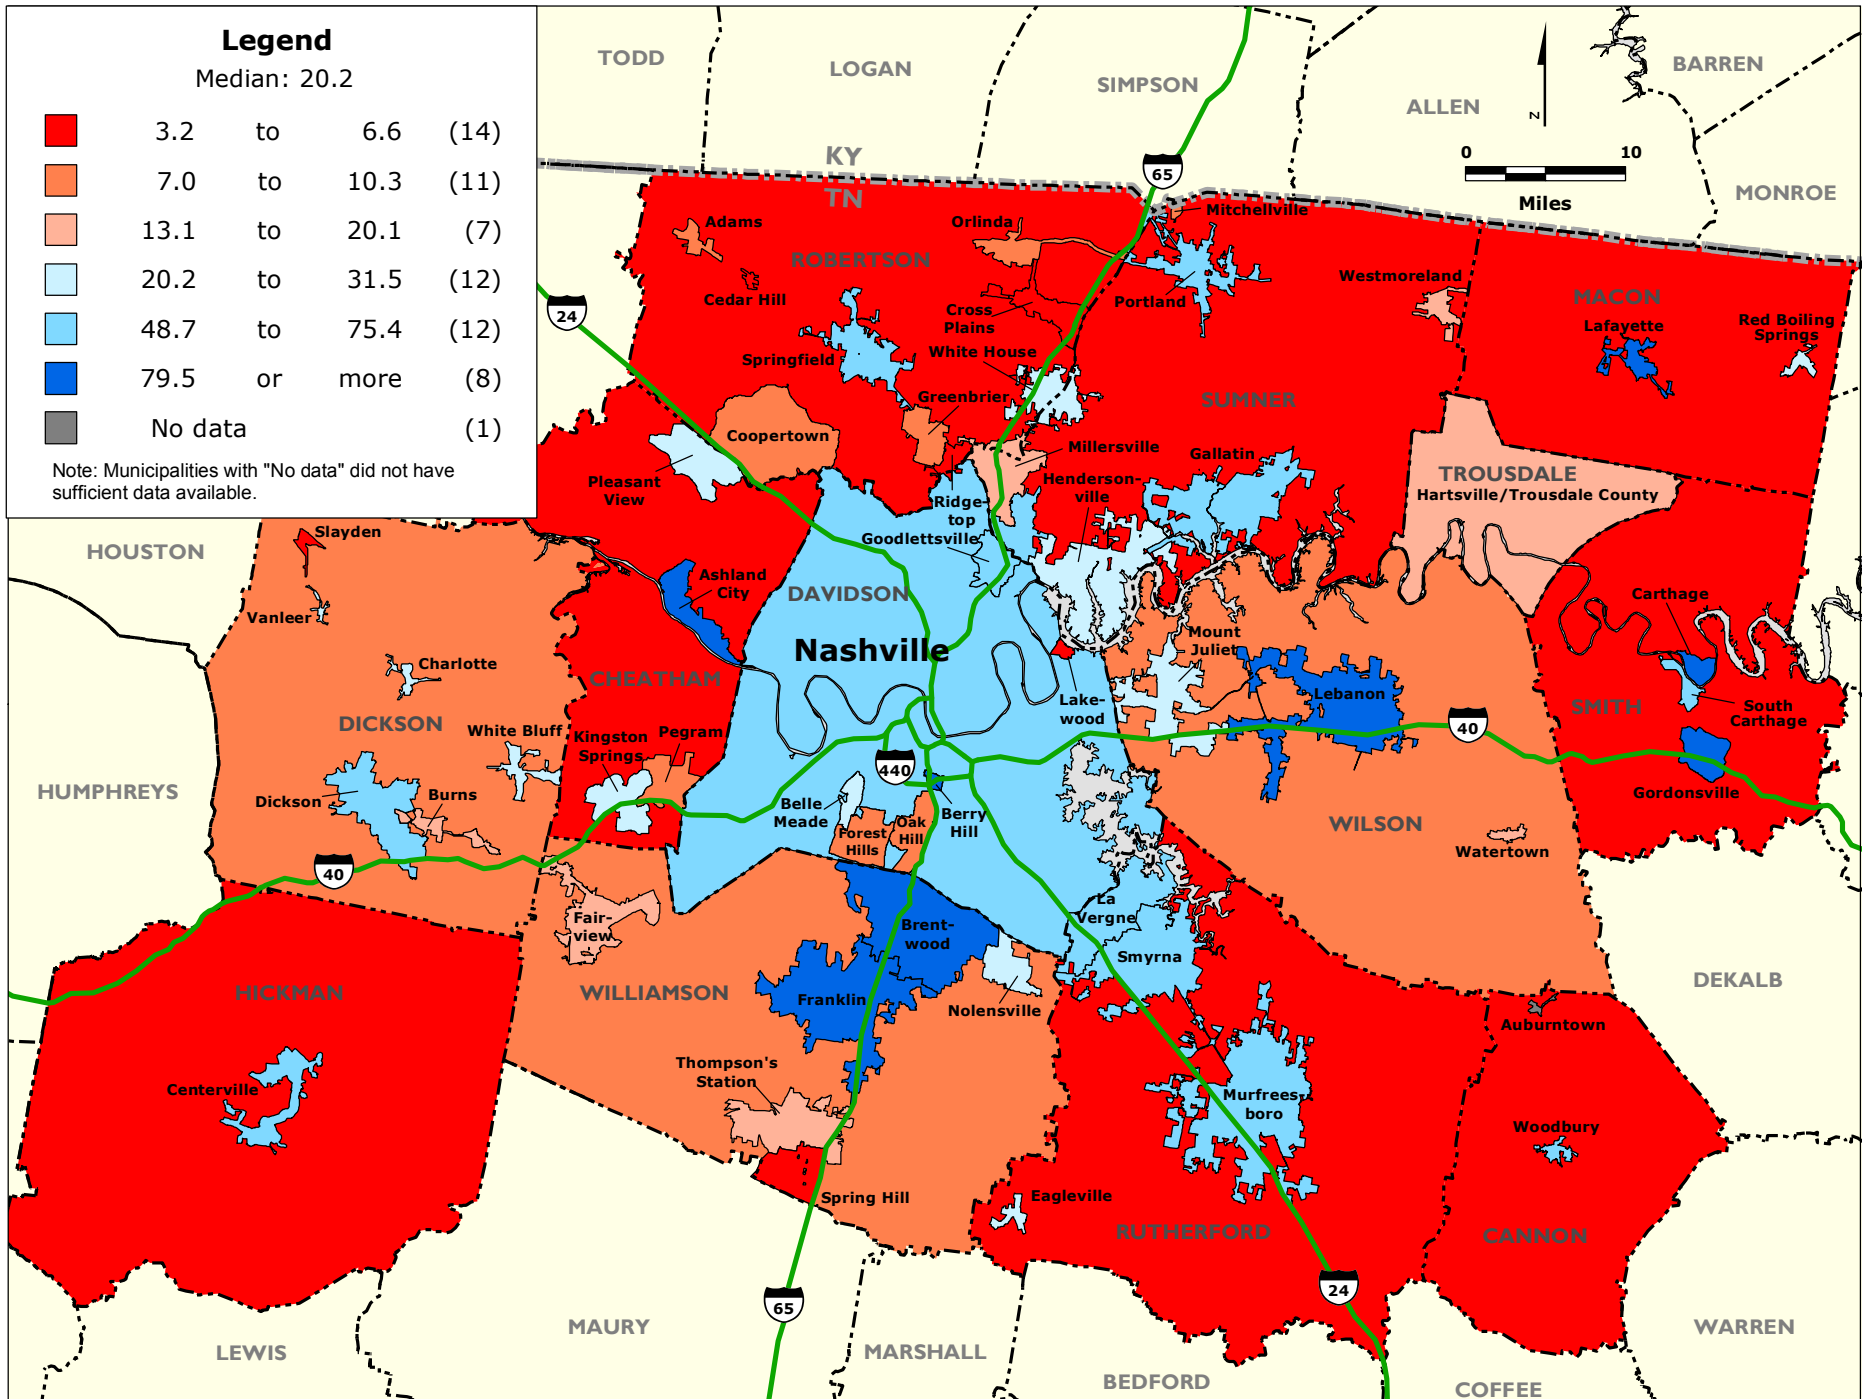 Legend
Median: 20.2
3.2 to 6.6 (14)
7.0 to 10.3 (11)
13.1 to 20.1 (7)
20.2 to 31.5 (12)
48.7 to 75.4 (12)
79.5 or more (8)
No data (1)
Note: Municipalities with "No data" did not have
sufficient data available.
TODD
LOGAN
SIMPSON
ALLEN
BARREN
MONROE
N
0 10
Miles
KY
TN
65
24
Adams
Orlinda
Mitchellville
ROBERTSON
Cedar Hill
Cross
Plains
Portland
Westmoreland
MACON
Lafayette
Red Boiling
Springs
Springfield
White House
Greenbrier
SUMNER
Coopertown
Millersville
Gallatin
Pleasant
View
Henderson-
ville
Ridge-
top
Goodlettsville
TROUSDALE
Hartsville/Trousdale County
HOUSTON
Slayden
Vanleer
Ashland
City
DAVIDSON
Nashville
Carthage
Mount
Juliet
Charlotte
CHEATHAM
Lebanon
Lake-
wood
SMITH
South
Carthage
DICKSON
White Bluff
Kingston
Springs
Pegram
40
440
HUMPHREYS
Dickson
Burns
Belle
Meade
Forest
Hills
Oak
Hill
Berry
Hill
Gordonsville
WILSON
Watertown
40
Fair-
view
Brent-
wood
La
Vergne
Smyrna
HICKMAN
WILLIAMSON
Franklin
Nolensville
DEKALB
Auburntown
Centerville
Thompson's
Station
Murfrees-
boro
Woodbury
Spring Hill
Eagleville
RUTHERFORD
CANNON
65
24
LEWIS
MAURY
MARSHALL
BEDFORD
COFFEE
WARREN